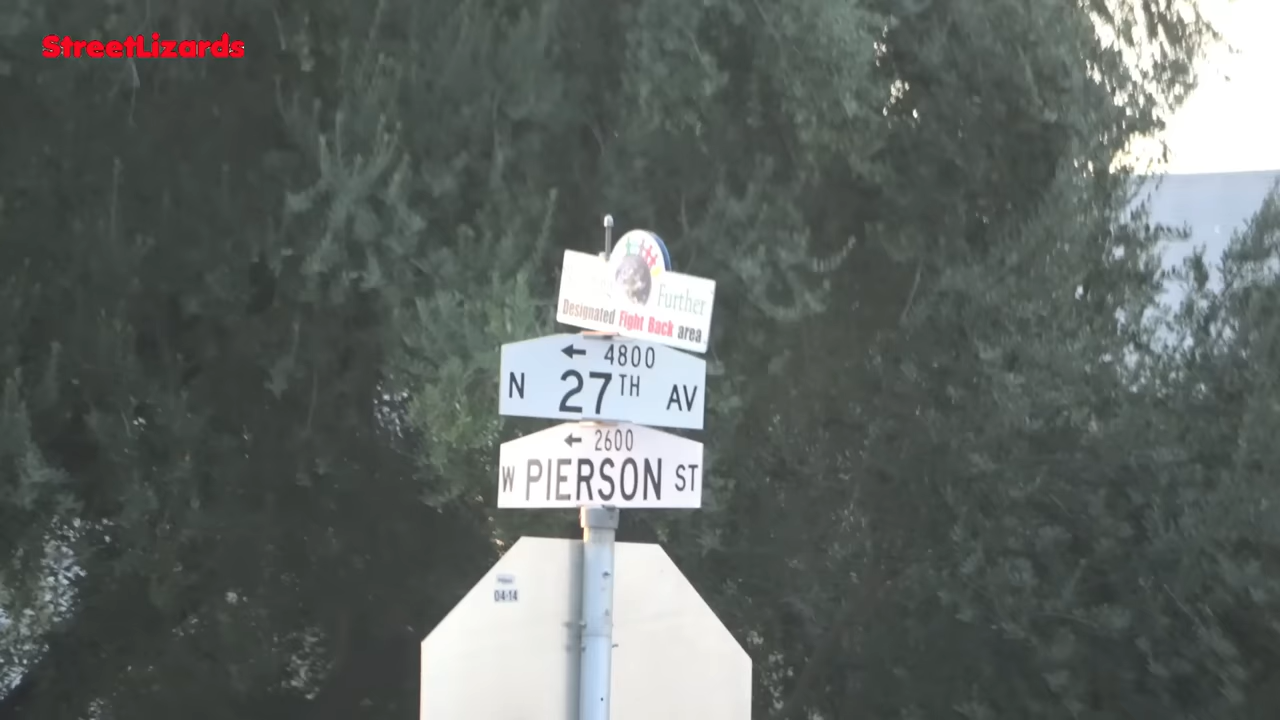 StreetLizards
Further
Designated Fight Back area
← 4800
N 27TH AV
← 2600
W PIERSON ST
04-14